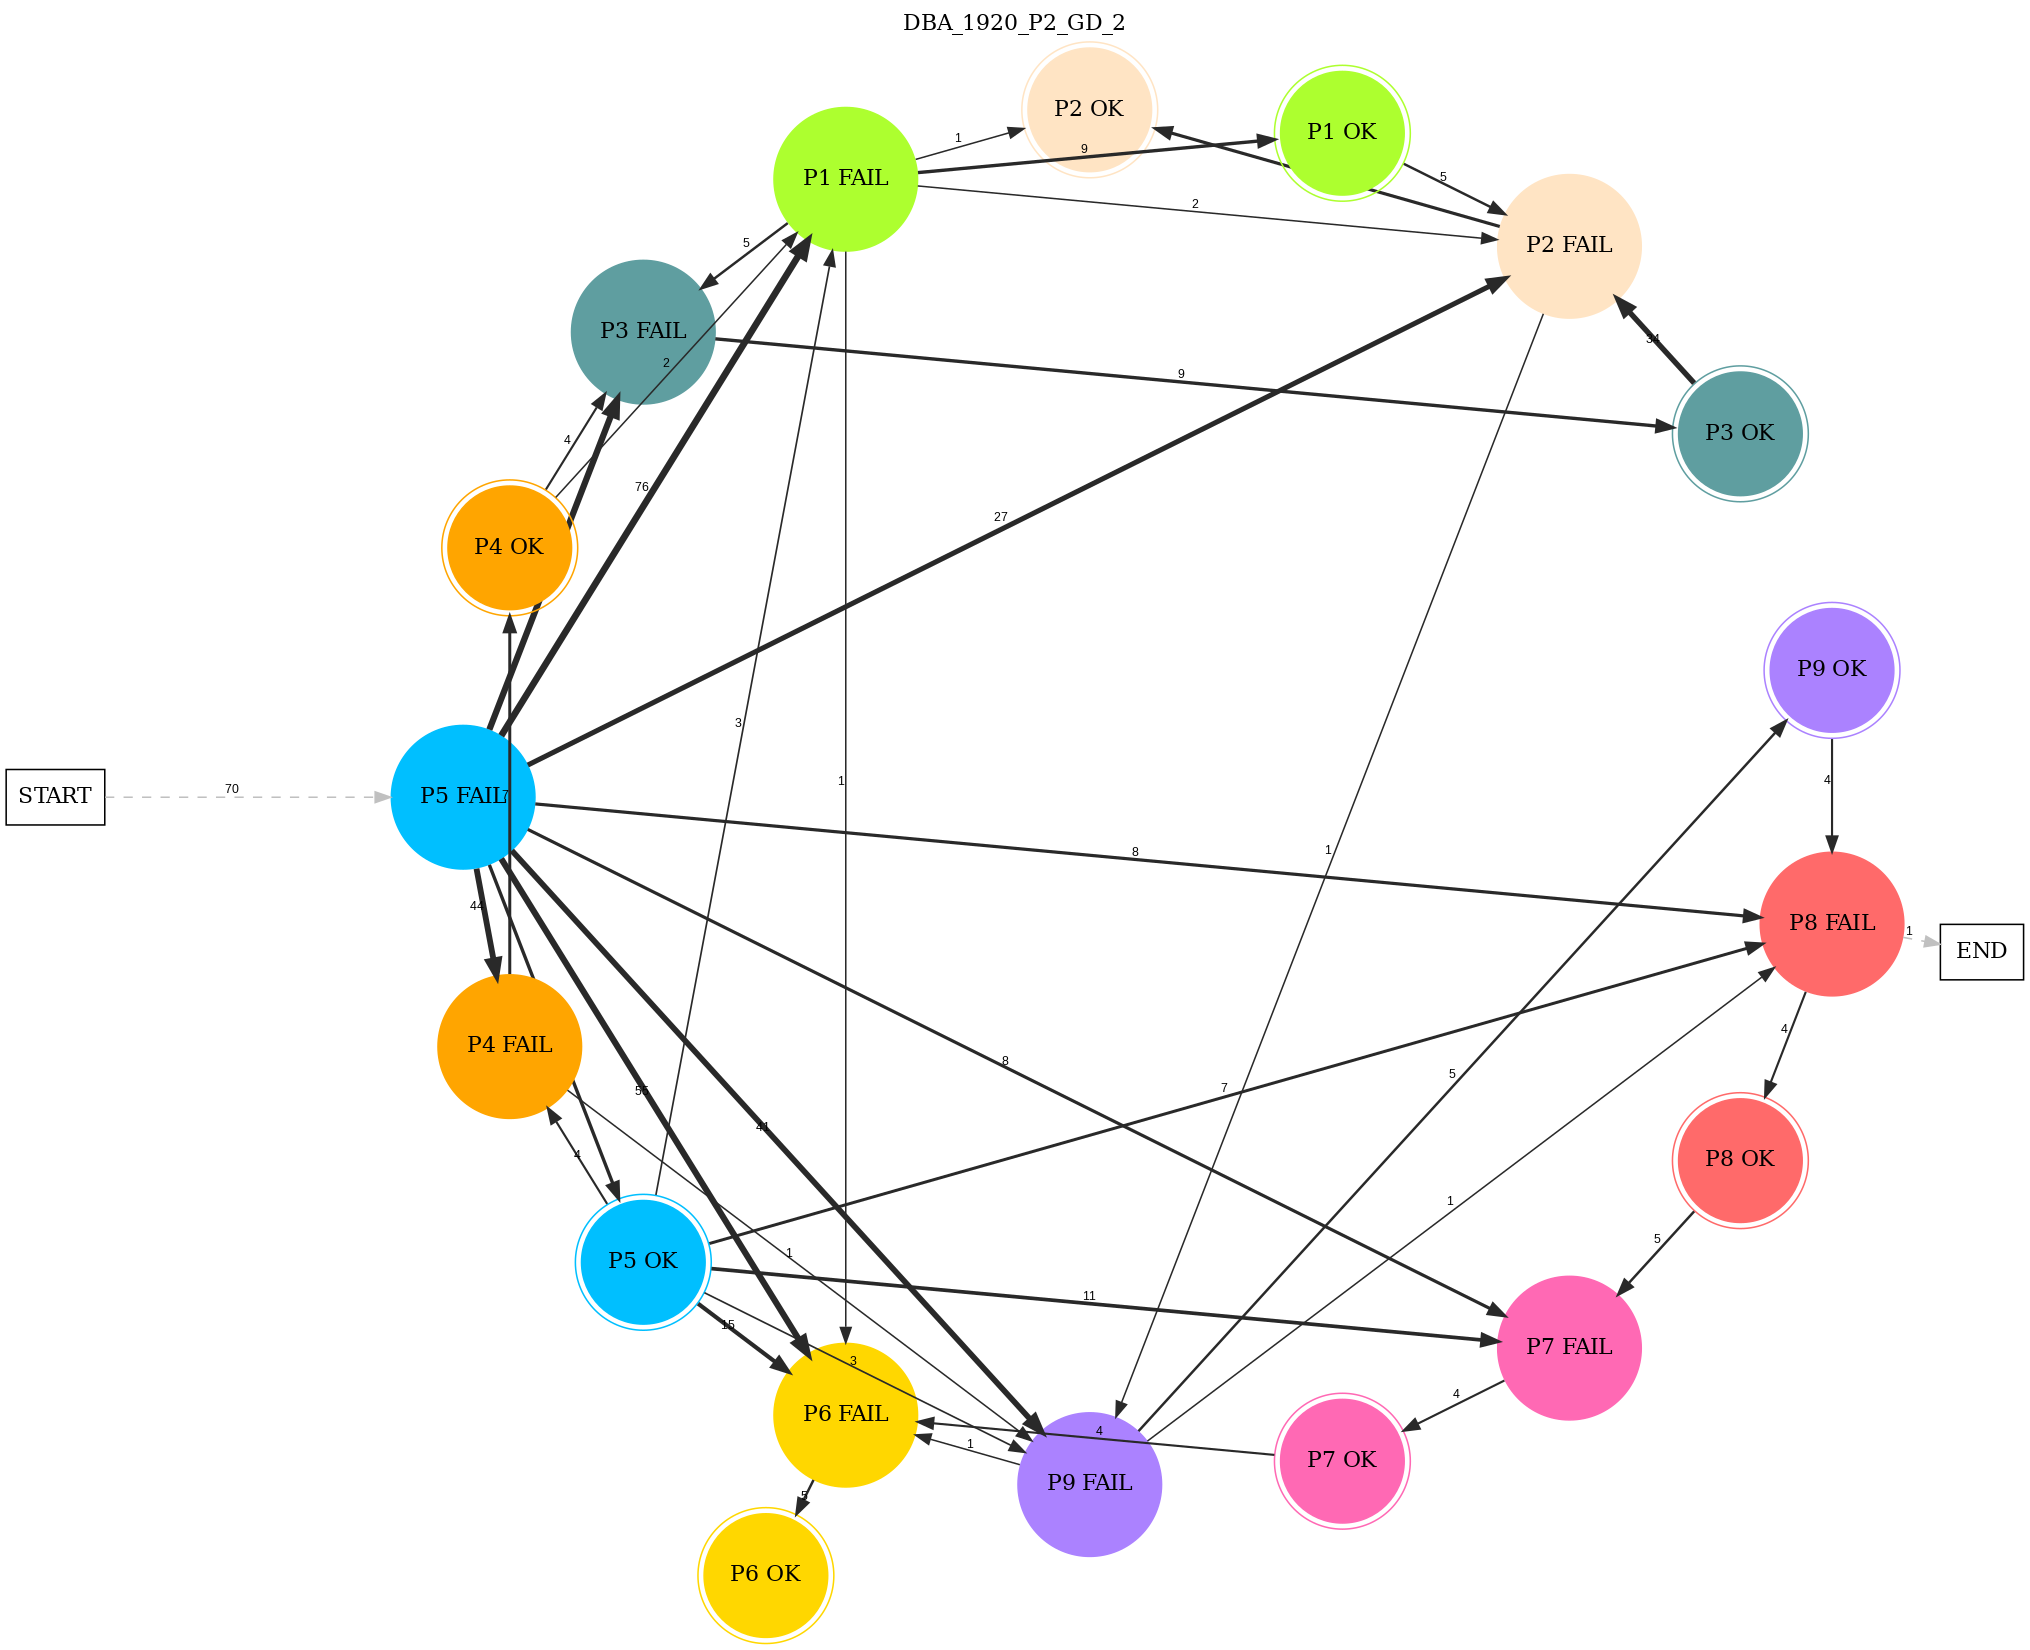 DBA_1920_P2_GD_2
P2 OK
P1 OK
1
9
P1 FAIL
5
2
P2 FAIL
5
P3 FAIL
34
2
9
P3 OK
4
76
27
P4 OK
P9 OK
3
1
4
START
70
P5 FAIL
7
8
1
44
P8 FAIL
1
END
4
P4 FAIL
8
5
7
55
41
4
P8 OK
1
5
1
P5 OK
11
15
P7 FAIL
3
4
P6 FAIL
4
1
P9 FAIL
P7 OK
5
P6 OK